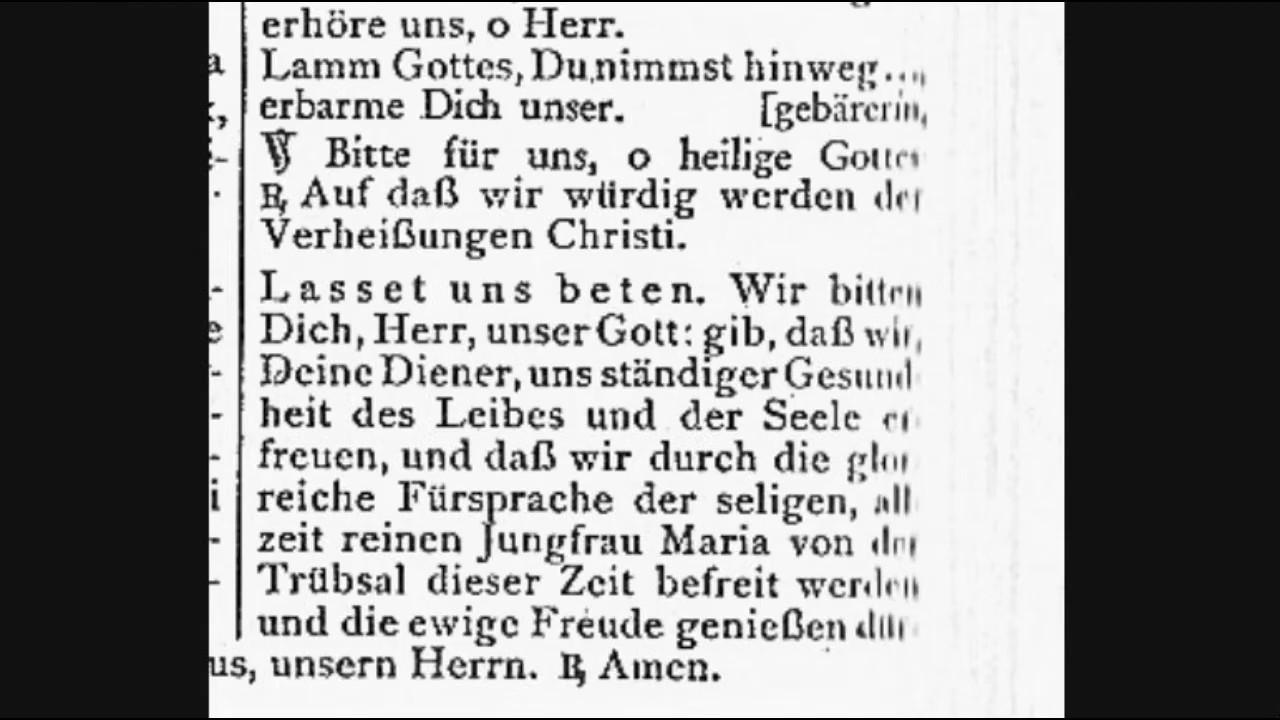 erhöre uns, o Herr.
Lamm Gottes, Du nimmst hinweg...,
erbarme Dich unser. [gebärerin,
℣ Bitte für uns, o heilige Gottes
℟ Auf daß wir würdig werden der
Verheißungen Christi.
Lasset uns beten. Wir bitten
Dich, Herr, unser Gott: gib, daß wir,
Deine Diener, uns ständiger Gesund-
heit des Leibes und der Seele er-
freuen, und daß wir durch die glor-
reiche Fürsprache der seligen, all-
zeit reinen Jungfrau Maria von der
Trübsal dieser Zeit befreit werden
und die ewige Freude genießen dür-
us, unsern Herrn. ℟ Amen.